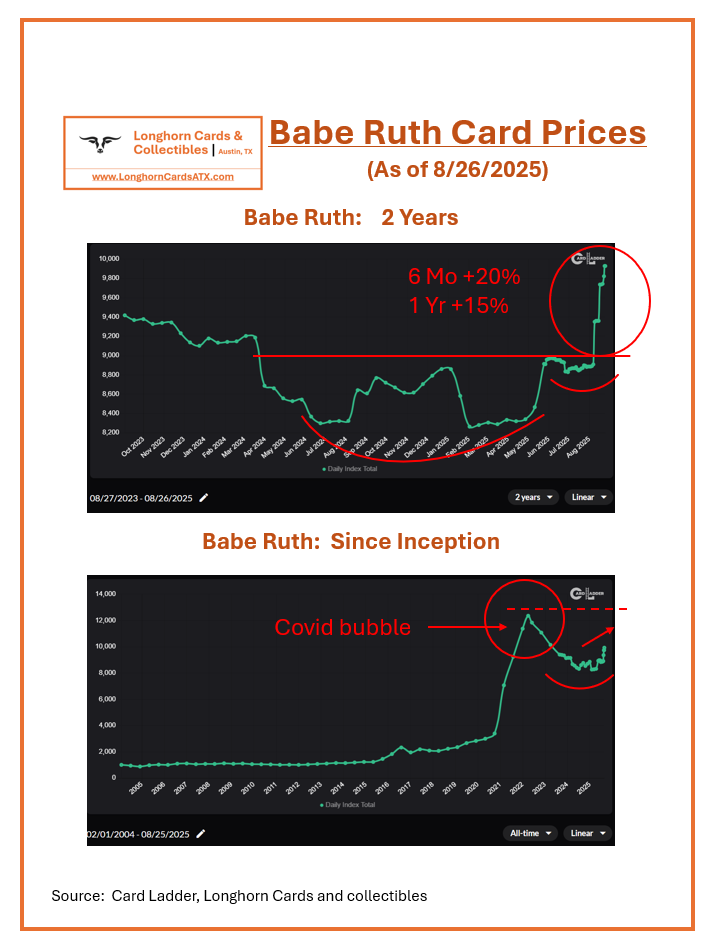 Longhorn Cards &
Collectibles | Austin, TX
www.LonghornCardsATX.com
Babe Ruth Card Prices
(As of 8/26/2025)
Babe Ruth: 2 Years
CARD LADDER
6 Mo +20%
1 Yr +15%
10,000
9,800
9,600
9,400
9,200
9,000
8,800
8,600
8,400
8,200
Oct 2023 Nov 2023 Dec 2023 Jan 2024 Feb 2024 Mar 2024 Apr 2024 May 2024 Jun 2024 Jul 2024 Aug 2024 Sep 2024 Oct 2024 Nov 2024 Dec 2024 Jan 2025 Feb 2025 Mar 2025 Apr 2025 May 2025 Jun 2025 Jul 2025 Aug 2025
Daily Index Total
08/27/2023 - 08/26/2025
2 years Linear
Babe Ruth: Since Inception
CARD LADDER
Covid bubble
14,000
12,000
10,000
8,000
6,000
4,000
2,000
0
2005 2006 2007 2008 2009 2010 2011 2012 2013 2014 2015 2016 2017 2018 2019 2020 2021 2022 2023 2024 2025
Daily Index Total
02/01/2004 - 08/25/2025
All-time Linear
Source: Card Ladder, Longhorn Cards and collectibles